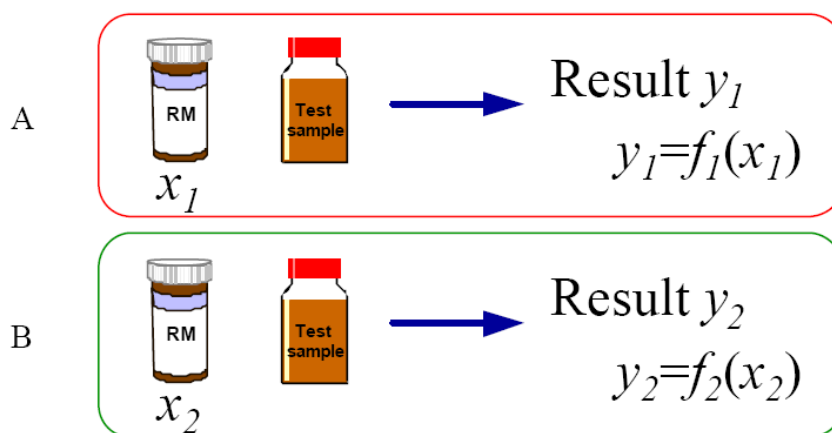 A
RM
x₁
Test
sample
Result y₁
y₁=f₁(x₁)
B
RM
x₂
Test
sample
Result y₂
y₂=f₂(x₂)